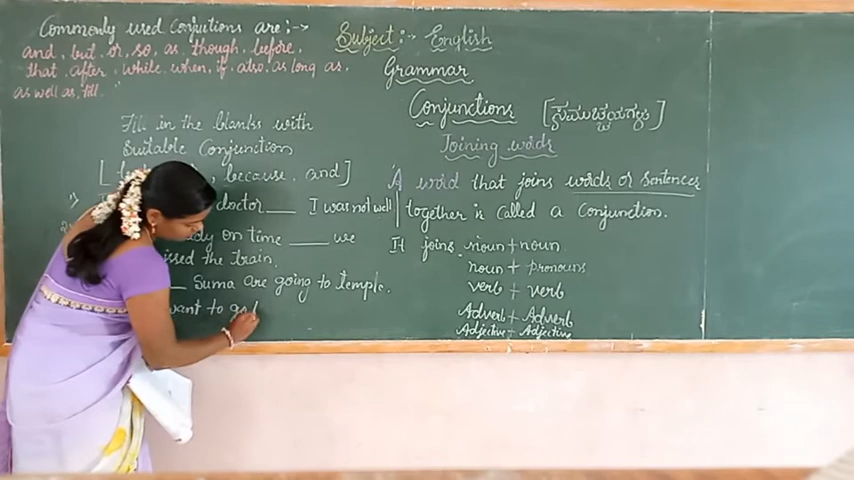 Commonly used Conjuctions are :->
and, but, or, so, as, though, before,
that, after, while, when, if, also, as long as,
as well as, till.
Fill in the blanks with
Suitable Conjunction
because, and]
doctor ___ I was not well
on time ___ we
the train.
___ Suma are going to temple.
want to go
Subject :- English
Grammar
Conjunctions [ಸಮುಚ್ಚಯಗಳು]
Joining words
A word that joins words or sentences
together is called a Conjunction.
It joins noun + noun
noun + pronouns
verb + verb
Adverb + Adverb
Adjective + Adjective